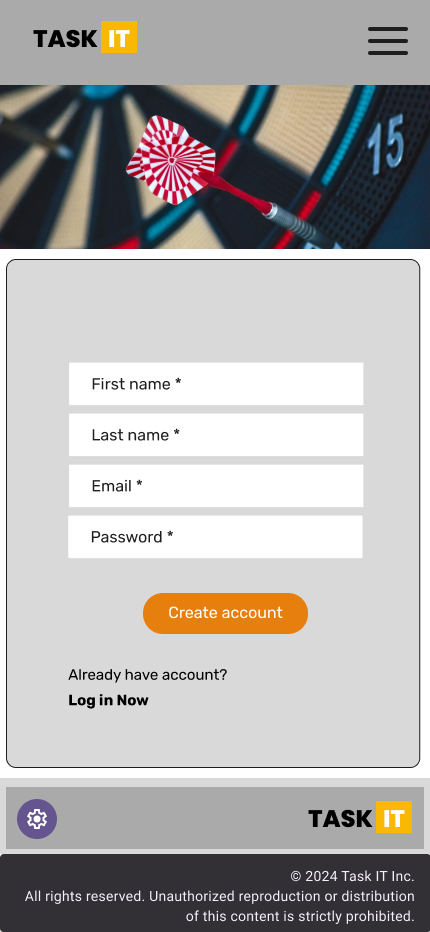 TASK IT
15
First name *
Last name *
Email *
Password *
Create account
Already have account?
Log in Now
TASK IT
© 2024 Task IT Inc.
All rights reserved. Unauthorized reproduction or distribution
of this content is strictly prohibited.